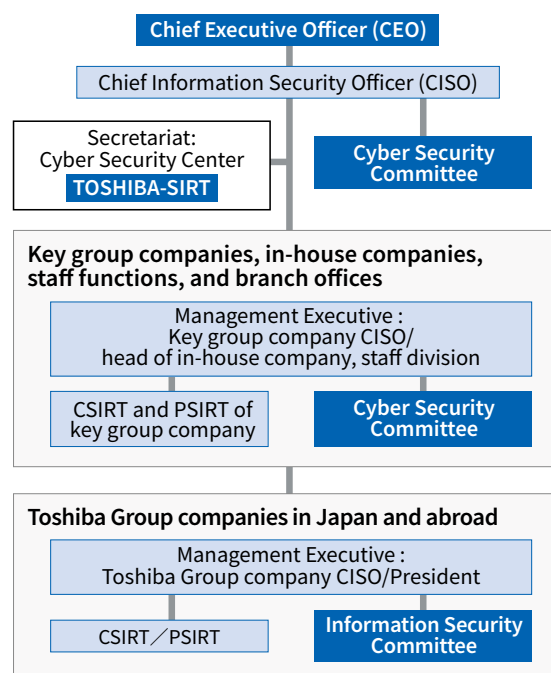 Chief Executive Officer (CEO)
Chief Information Security Officer (CISO)
Secretariat:
Cyber Security Center
TOSHIBA-SIRT
Cyber Security
Committee
Key group companies, in-house companies,
staff functions, and branch offices
Management Executive :
Key group company CISO/
head of in-house company, staff division
CSIRT and PSIRT of
key group company
Cyber Security
Committee
Toshiba Group companies in Japan and abroad
Management Executive :
Toshiba Group company CISO/President
CSIRT／PSIRT
Information Security
Committee